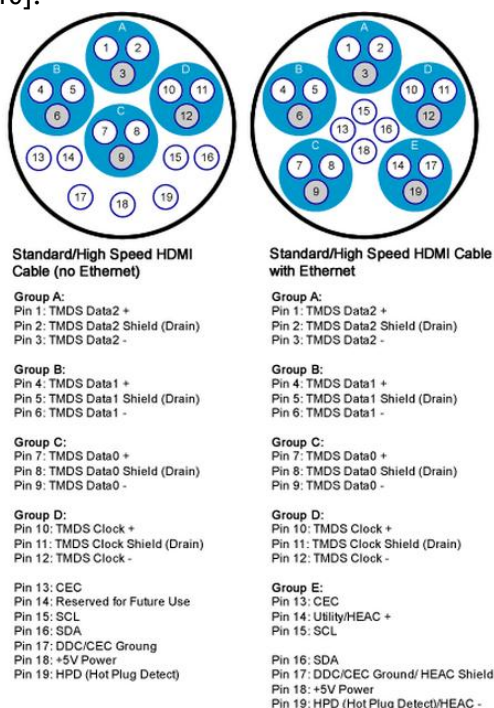 A
1 2
3
B
4 5
6
D
10 11
12
C
7 8
9
13 14
15 16
17
18
19
A
1 2
3
B
4 5
6
D
10 11
12
15
13 16
18
C
7 8
9
E
14 17
19
Standard/High Speed HDMI
Cable (no Ethernet)
Group A:
Pin 1: TMDS Data2 +
Pin 2: TMDS Data2 Shield (Drain)
Pin 3: TMDS Data2 -
Group B:
Pin 4: TMDS Data1 +
Pin 5: TMDS Data1 Shield (Drain)
Pin 6: TMDS Data1 -
Group C:
Pin 7: TMDS Data0 +
Pin 8: TMDS Data0 Shield (Drain)
Pin 9: TMDS Data0 -
Group D:
Pin 10: TMDS Clock +
Pin 11: TMDS Clock Shield (Drain)
Pin 12: TMDS Clock -
Pin 13: CEC
Pin 14: Reserved for Future Use
Pin 15: SCL
Pin 16: SDA
Pin 17: DDC/CEC Groung
Pin 18: +5V Power
Pin 19: HPD (Hot Plug Detect)
Standard/High Speed HDMI Cable
with Ethernet
Group A:
Pin 1: TMDS Data2 +
Pin 2: TMDS Data2 Shield (Drain)
Pin 3: TMDS Data2 -
Group B:
Pin 4: TMDS Data1 +
Pin 5: TMDS Data1 Shield (Drain)
Pin 6: TMDS Data1 -
Group C:
Pin 7: TMDS Data0 +
Pin 8: TMDS Data0 Shield (Drain)
Pin 9: TMDS Data0 -
Group D:
Pin 10: TMDS Clock +
Pin 11: TMDS Clock Shield (Drain)
Pin 12: TMDS Clock -
Group E:
Pin 13: CEC
Pin 14: Utility/HEAC +
Pin 15: SCL
Pin 16: SDA
Pin 17: DDC/CEC Ground/ HEAC Shield
Pin 18: +5V Power
Pin 19: HPD (Hot Plug Detect)/HEAC -